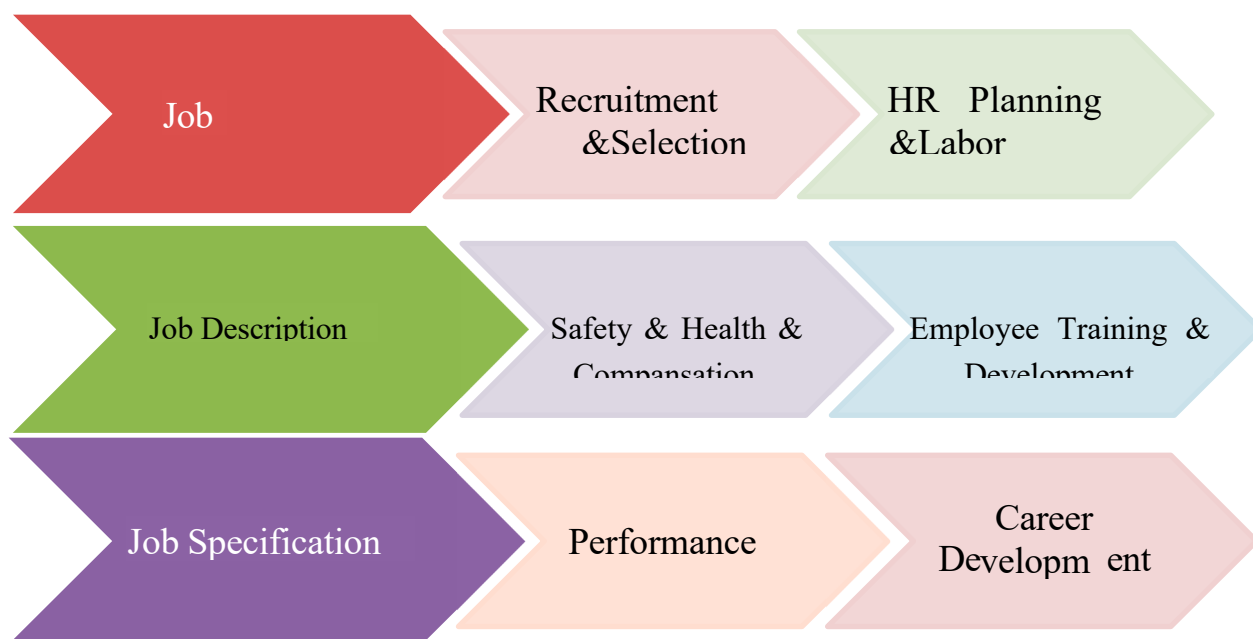 Job
Recruitment
&Selection
HR Planning
&Labor
Job Description
Safety & Health &
Compansation
Employee Training &
Development
Job Specification
Performance
Career
Developm ent